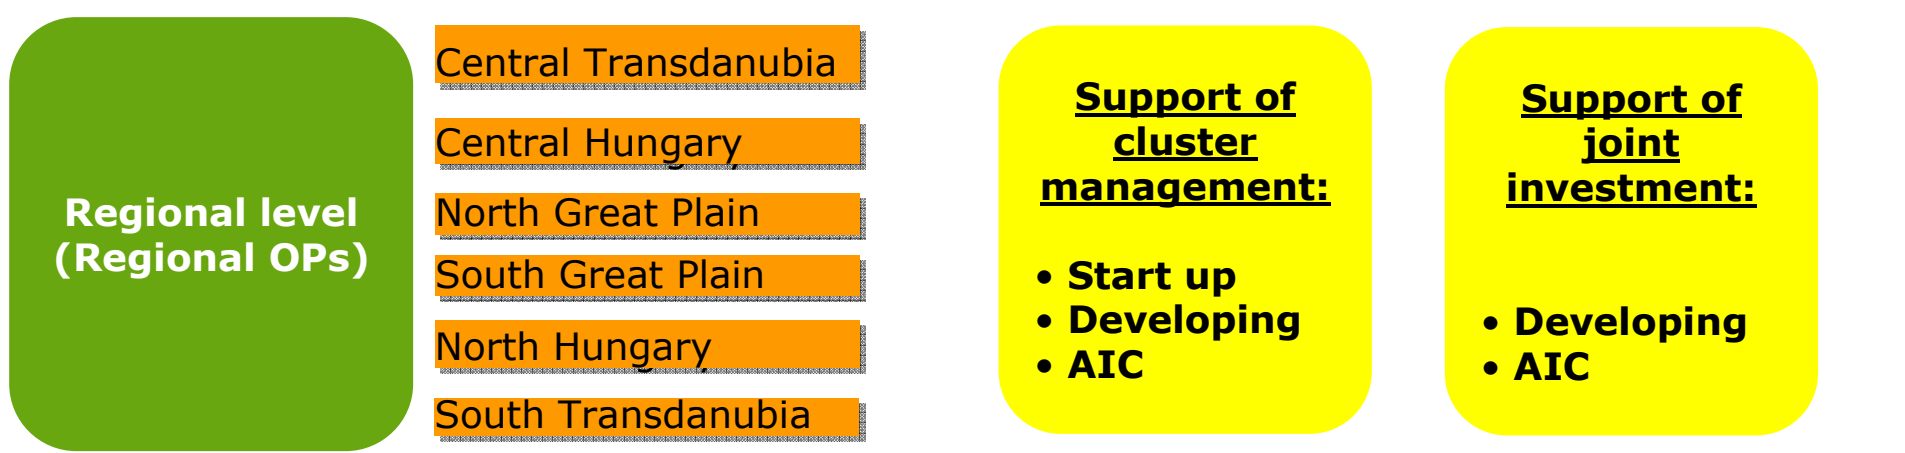 Regional level
(Regional OPs)
Central Transdanubia
Central Hungary
North Great Plain
South Great Plain
North Hungary
South Transdanubia
Support of
cluster
management:
• Start up
• Developing
• AIC
Support of
joint
investment:
• Developing
• AIC